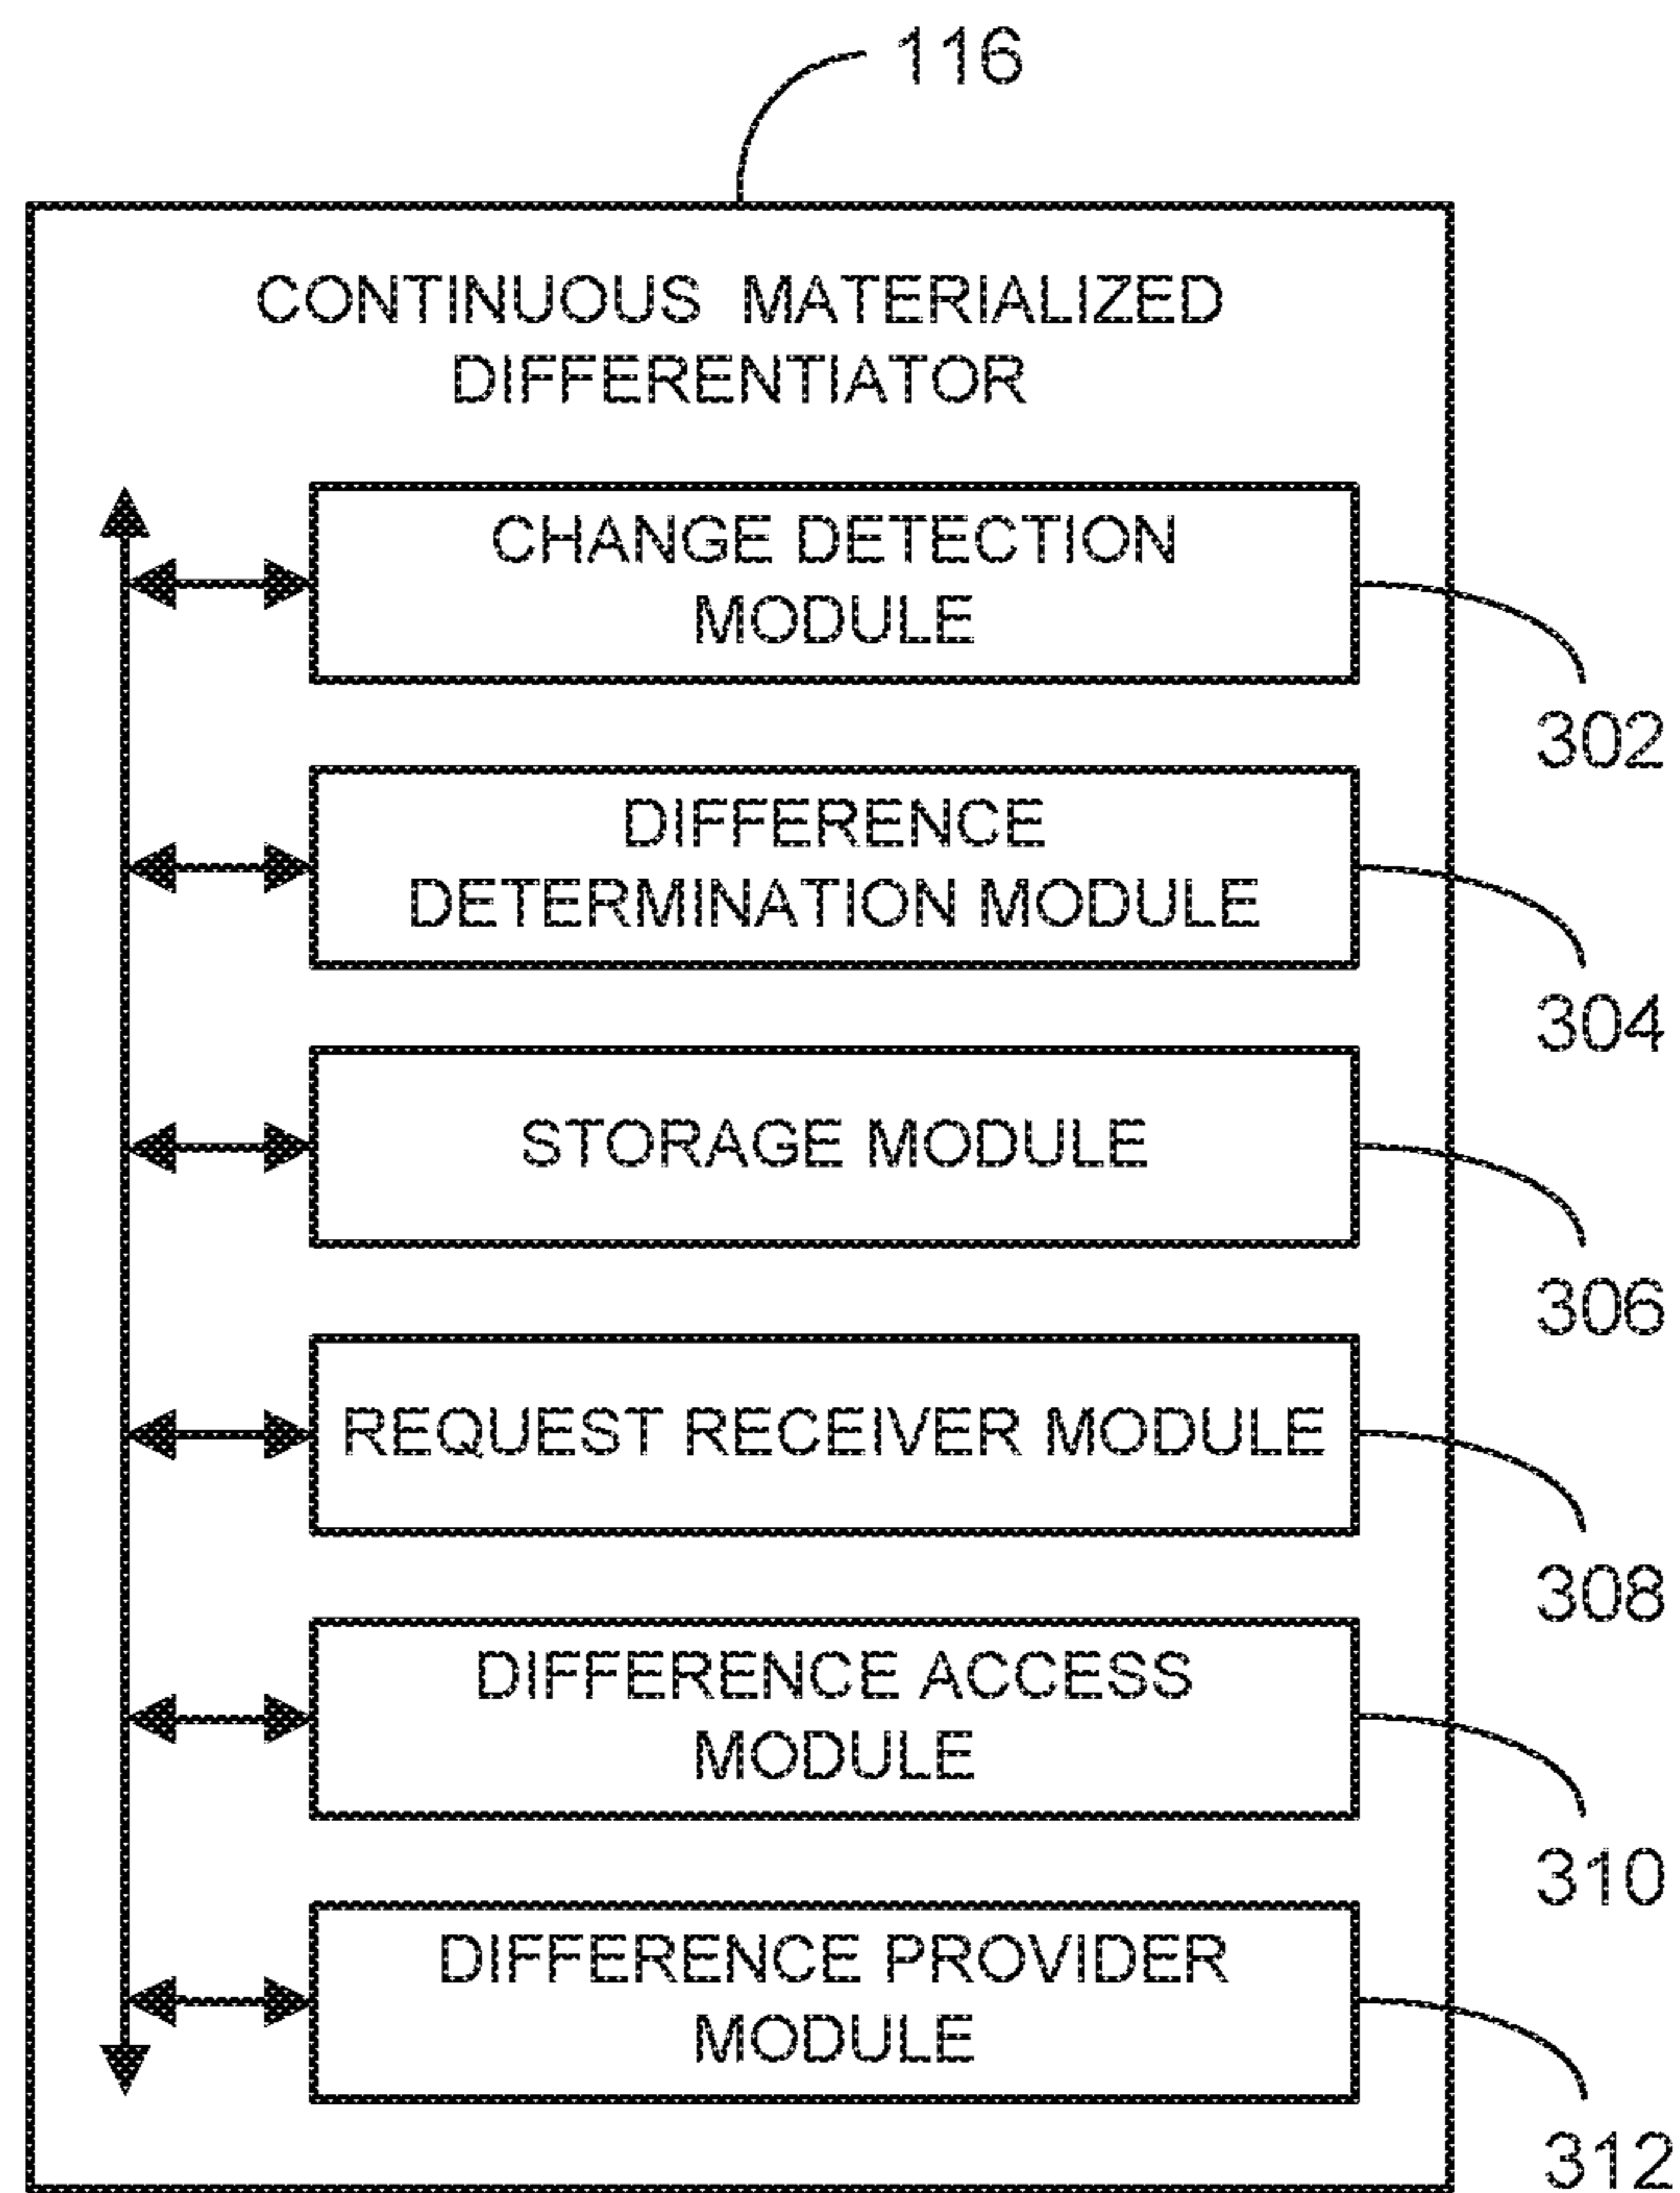 116
CONTINUOUS MATERIALIZED
DIFFERENTIATOR
CHANGE DETECTION
MODULE
302
DIFFERENCE
DETERMINATION MODULE
304
STORAGE MODULE
306
REQUEST RECEIVER MODULE
308
DIFFERENCE ACCESS
MODULE
310
DIFFERENCE PROVIDER
MODULE
312